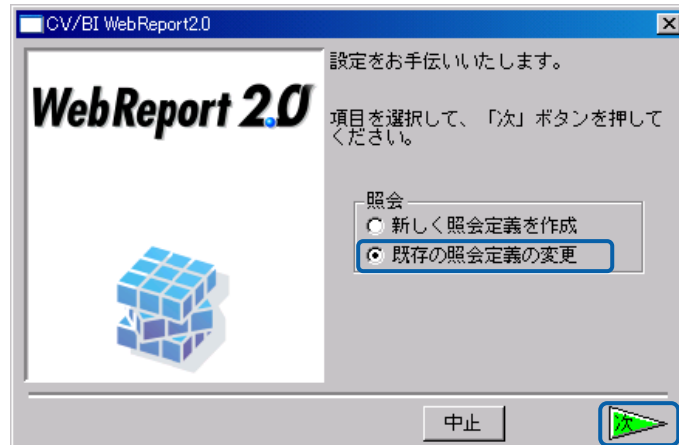 CV/BI WebReport2.0
設定をお手伝いいたします。
WebReport 2.0
項目を選択して、「次」ボタンを押して
ください。
照会
新しく照会定義を作成
既存の照会定義の変更
中止
次